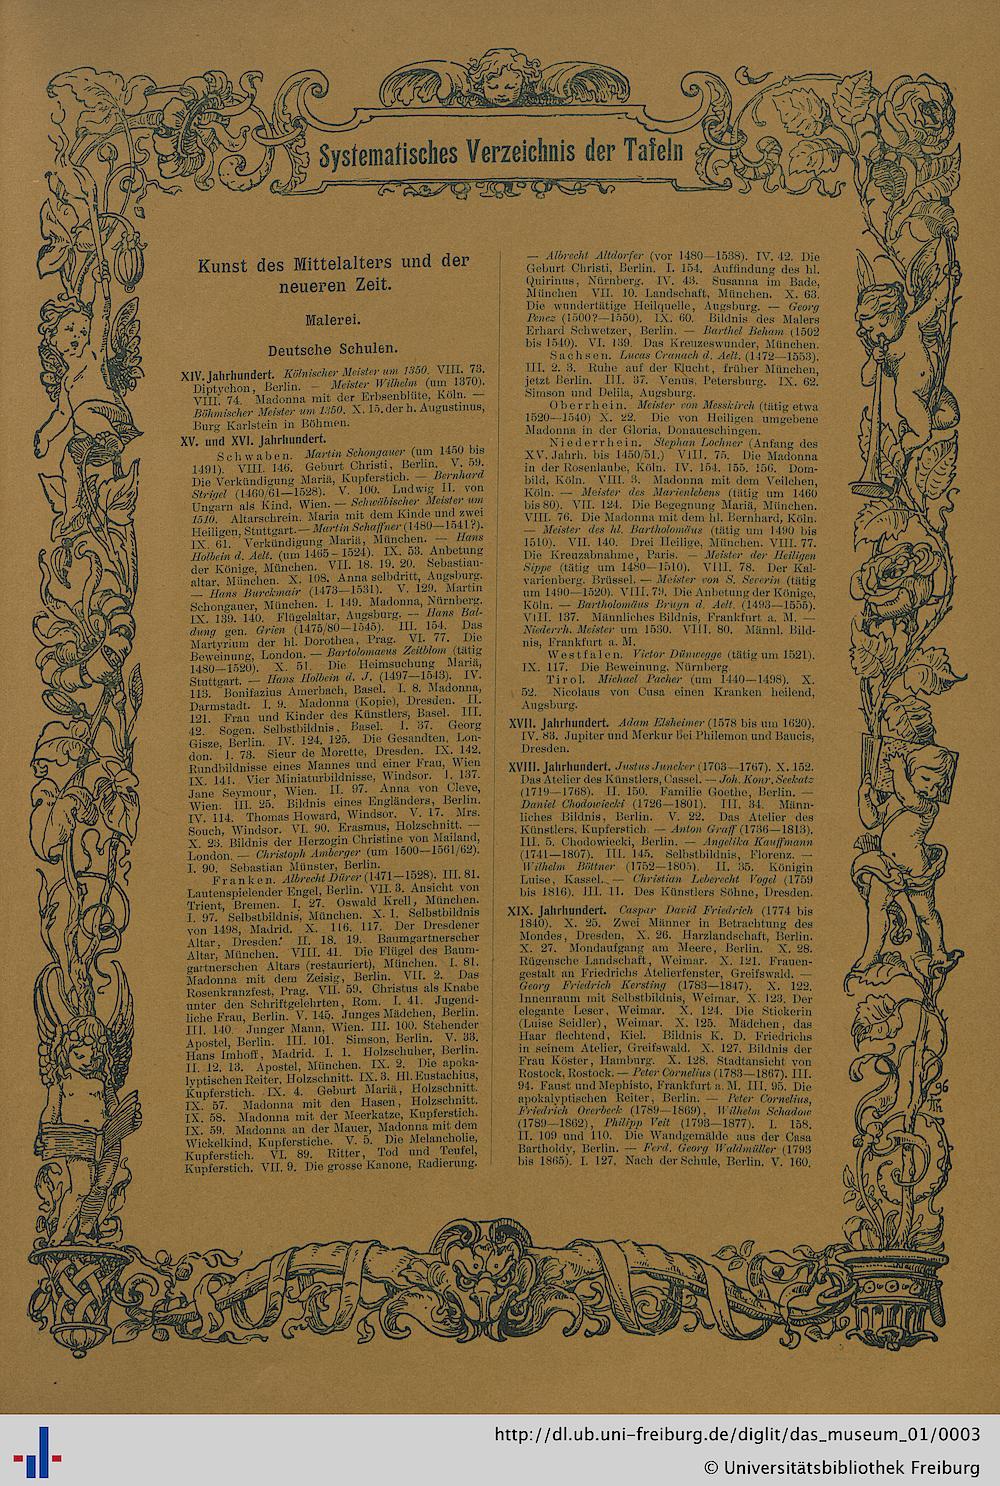 Systematisches Verzeichnis der Tafeln
Kunst des Mittelalters und der
neueren Zeit.
Malerei.
Deutsche Schulen.
XIV. Jahrhundert. Kölnischer Meister um 1350. VIII. 73.
Diptychon, Berlin. — Meister Wilhelm (um 1370).
VIII. 74. Madonna mit der Erbsenblüte, Köln. —
Böhmischer Meister um 1350. X. 15. der h. Augustinus,
Burg Karlstein in Böhmen.
XV. und XVI. Jahrhundert.
Schwaben. Martin Schongauer (um 1450 bis
1491). VIII. 146. Geburt Christi, Berlin. V. 59.
Die Verkündigung Mariä, Kupferstich. — Bernhard
Strigel (1460/61—1528). V. 100. Ludwig II. von
Ungarn als Kind, Wien. — Schwäbischer Meister um
1510. Altarschrein. Maria mit dem Kinde und zwei
Heiligen, Stuttgart. — Martin Schaffner (1480—1541?).
IX. 61. Verkündigung Mariä, München. — Hans
Holbein d. Aelt. (um 1465—1524). IX. 53. Anbetung
der Könige, München. VII. 18. 19. 20. Sebastian-
altar, München. X. 108. Anna selbdritt, Augsburg.
— Hans Burckmair (1473—1531). V. 129. Martin
Schongauer, München. I. 149. Madonna, Nürnberg.
IX. 139. 140. Flügelaltar, Augsburg. — Hans Bal-
dung gen. Grien (1475/80—1545). III. 154. Das
Martyrium der hl. Dorothea, Prag. VI. 77. Die
Beweinung, London. — Bartolomaeus Zeitblom (tätig
1480—1520). X. 51. Die Heimsuchung Mariä,
Stuttgart. — Hans Holbein d. J. (1497—1543). IV.
113. Bonifazius Amerbach, Basel. I. 8. Madonna,
Darmstadt. I. 9. Madonna (Kopie), Dresden. II.
121. Frau und Kinder des Künstlers, Basel. III.
42. Sogen. Selbstbildnis, Basel. I. 37. Georg
Gisze, Berlin. IV. 124. 125. Die Gesandten, Lon-
don. I. 73. Sieur de Morette, Dresden. IX. 142.
Rundbildnisse eines Mannes und einer Frau, Wien
IX. 141. Vier Miniaturbildnisse, Windsor. I. 137.
Jane Seymour, Wien. II. 97. Anna von Cleve,
Wien. III. 25. Bildnis eines Engländers, Berlin.
IV. 114. Thomas Howard, Windsor. V. 17. Mrs.
Souch, Windsor. VI. 90. Erasmus, Holzschnitt. —
X. 23. Bildnis der Herzogin Christine von Mailand,
London. — Christoph Amberger (um 1500—1561/62).
I. 90. Sebastian Münster, Berlin.
Franken. Albrecht Dürer (1471—1528). III. 81.
Lautenspielender Engel, Berlin. VII. 3. Ansicht von
Trient, Bremen. I. 27. Oswald Krell, München.
I. 97. Selbstbildnis, München. X. 1. Selbstbildnis
von 1498, Madrid. X. 116. 117. Der Dresdener
Altar, Dresden. II. 18. 19. Baumgartnerscher
Altar, München. VIII. 41. Die Flügel des Baum-
gartnerschen Altars (restauriert), München. I. 81.
Madonna mit dem Zeisig, Berlin. VII. 2. Das
Rosenkranzfest, Prag. VII. 59. Christus als Knabe
unter den Schriftgelehrten, Rom. I. 41. Jugend-
liche Frau, Berlin. V. 145. Junges Mädchen, Berlin.
III. 140. Junger Mann, Wien. III. 100. Stehender
Apostel, Berlin. III. 101. Simson, Berlin. V. 33.
Hans Imhoff, Madrid. I. 1. Holzschuher, Berlin.
II. 12. 13. Apostel, München. IX. 2. Die apoka-
lyptischen Reiter, Holzschnitt. IX. 3. Hl. Eustachius,
Kupferstich. IX. 4. Geburt Mariä, Holzschnitt.
IX. 57. Madonna mit den Hasen, Holzschnitt.
IX. 58. Madonna mit der Meerkatze, Kupferstich.
IX. 59. Madonna an der Mauer, Madonna mit dem
Wickelkind, Kupferstiche. V. 5. Die Melancholie,
Kupferstich. VI. 89. Ritter, Tod und Teufel,
Kupferstich. VII. 9. Die grosse Kanone, Radierung.
— Albrecht Altdorfer (vor 1480—1538). IV. 42. Die
Geburt Christi, Berlin. I. 154. Auffindung des hl.
Quirinus, Nürnberg. IV. 43. Susanna im Bade,
München VII. 10. Landschaft, München. X. 63.
Die wundertätige Heilquelle, Augsburg. — Georg
Pencz (1500?—1550). IX. 60. Bildnis des Malers
Erhard Schwetzer, Berlin. — Barthel Beham (1502
bis 1540). VI. 139. Das Kreuzeswunder, München.
Sachsen. Lucas Cranach d. Aelt. (1472—1553).
III. 2. 3. Ruhe auf der Flucht, früher München,
jetzt Berlin. III. 37. Venus, Petersburg. IX. 62.
Simson und Delila, Augsburg.
Oberrhein. Meister von Messkirch (tätig etwa
1520—1540) X. 22. Die von Heiligen umgebene
Madonna in der Gloria, Donaueschingen.
Niederrhein. Stephan Lochner (Anfang des
XV. Jahrh. bis 1450/51.) VIII. 75. Die Madonna
in der Rosenlaube, Köln. IV. 154. 155. 156. Dom-
bild, Köln. VIII. 3. Madonna mit dem Veilchen,
Köln. — Meister des Marienlebens (tätig um 1460
bis 80). VII. 124. Die Begegnung Mariä, München.
VIII. 76. Die Madonna mit dem hl. Bernhard, Köln.
— Meister des hl. Bartholomäus (tätig um 1490 bis
1510). VII. 140. Drei Heilige, München. VIII. 77.
Die Kreuzabnahme, Paris. — Meister der Heiligen
Sippe (tätig um 1480—1510). VIII. 78. Der Kal-
varienberg. Brüssel. — Meister von S. Severin (tätig
um 1490—1520). VIII. 79. Die Anbetung der Könige,
Köln. — Bartholomäus Bruyn d. Aelt. (1493—1555).
VIII. 137. Männliches Bildnis, Frankfurt a. M. —
Niederrh. Meister um 1530. VIII. 80. Männl. Bild-
nis, Frankfurt a. M.
Westfalen. Victor Dünwegge (tätig um 1521).
IX. 117. Die Beweinung, Nürnberg.
Tirol. Michael Pacher (um 1440—1498). X.
52. Nicolaus von Cusa einen Kranken heilend,
Augsburg.
XVII. Jahrhundert. Adam Elsheimer (1578 bis um 1620).
IV. 83. Jupiter und Merkur bei Philemon und Baucis,
Dresden.
XVIII. Jahrhundert. Justus Juncker (1703—1767). X. 152.
Das Atelier des Künstlers, Cassel. — Joh. Konr. Seekatz
(1719—1768). II. 150. Familie Goethe, Berlin. —
Daniel Chodowiecki (1726—1801). III. 34. Männ-
liches Bildnis, Berlin. V. 22. Das Atelier des
Künstlers, Kupferstich. — Anton Graff (1736—1813).
III. 5. Chodowiecki, Berlin. — Angelika Kauffmann
(1741—1807). III. 145. Selbstbildnis, Florenz. —
Wilhelm Böttner (1752—1805). II. 35. Königin
Luise, Kassel. — Christian Leberecht Vogel (1759
bis 1816). III. 11. Des Künstlers Söhne, Dresden.
XIX. Jahrhundert. Caspar David Friedrich (1774 bis
1840). X. 25. Zwei Männer in Betrachtung des
Mondes, Dresden. X. 26. Harzlandschaft, Berlin.
X. 27. Mondaufgang am Meere, Berlin. X. 28.
Rügensche Landschaft, Weimar. X. 121. Frauen-
gestalt an Friedrichs Atelierfenster, Greifswald. —
Georg Friedrich Kersting (1783—1847). X. 122.
Innenraum mit Selbstbildnis, Weimar. X. 123. Der
elegante Leser, Weimar. X. 124. Die Stickerin
(Luise Seidler), Weimar. X. 125. Mädchen, das
Haar flechtend, Kiel. Bildnis K. D. Friedrichs
in seinem Atelier, Greifswald. X. 127. Bildnis der
Frau Köster, Hamburg. X. 128. Stadtansicht von
Rostock, Rostock. — Peter Cornelius (1783—1867). III.
94. Faust und Mephisto, Frankfurt a. M. III. 95. Die
apokalyptischen Reiter, Berlin. — Peter Cornelius,
Friedrich Overbeck (1789—1869), Wilhelm Schadow
(1789—1862), Philipp Veit (1793—1877). I. 158.
II. 109 und 110. Die Wandgemälde aus der Casa
Bartholdy, Berlin. — Ferd. Georg Waldmüller (1793
bis 1865). I. 127. Nach der Schule, Berlin. V. 160.
96
http://dl.ub.uni-freiburg.de/diglit/das_museum_01/0003
© Universitätsbibliothek Freiburg